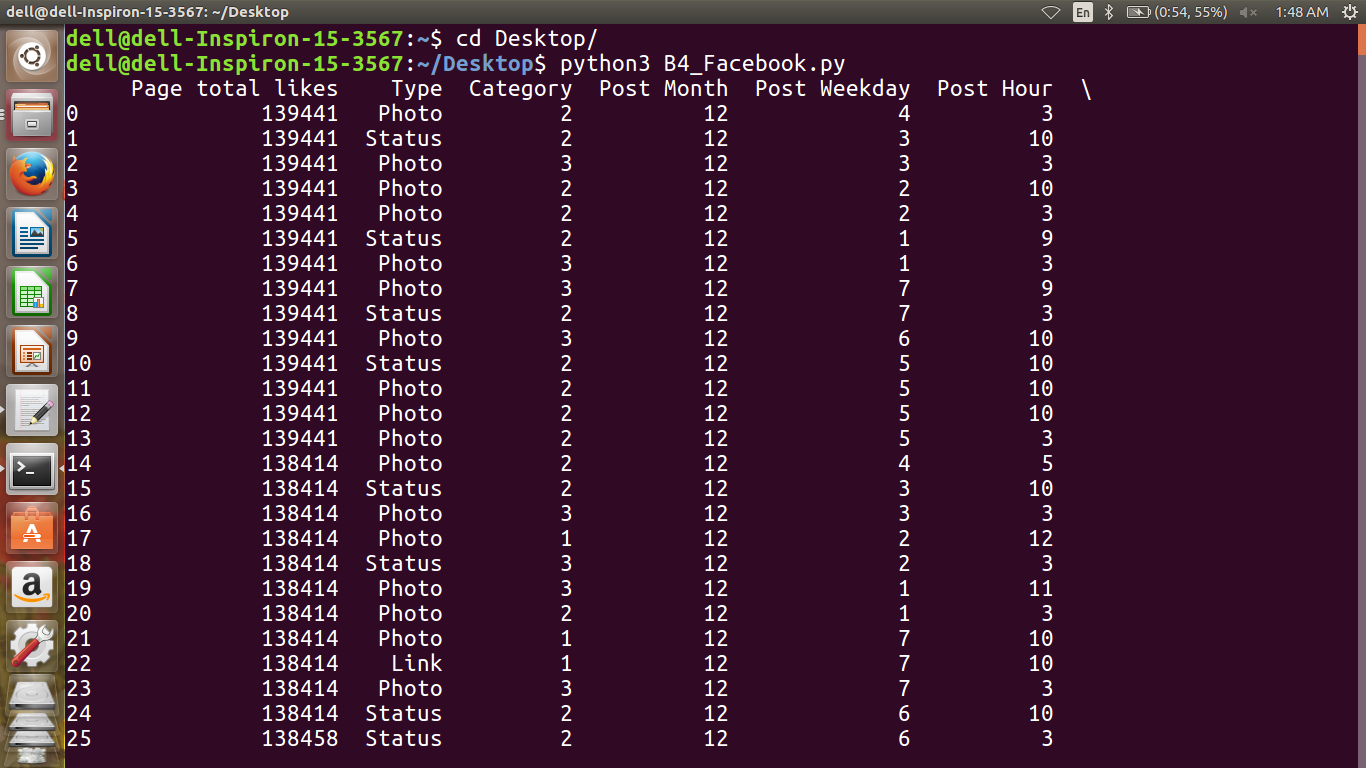 dell@dell-Inspiron-15-3567: ~/Desktop En (0:54, 55%) 1:48 AM
dell@dell-Inspiron-15-3567:~$ cd Desktop/
dell@dell-Inspiron-15-3567:~/Desktop$ python3 B4_Facebook.py
Page total likes Type Category Post Month Post Weekday Post Hour \
0 139441 Photo 2 12 4 3
1 139441 Status 2 12 3 10
2 139441 Photo 3 12 3 3
3 139441 Photo 2 12 2 10
4 139441 Photo 2 12 2 3
5 139441 Status 2 12 1 9
6 139441 Photo 3 12 1 3
7 139441 Photo 3 12 7 9
8 139441 Status 2 12 7 3
9 139441 Photo 3 12 6 10
10 139441 Status 2 12 5 10
11 139441 Photo 2 12 5 10
12 139441 Photo 2 12 5 10
13 139441 Photo 2 12 5 3
14 138414 Photo 2 12 4 5
15 138414 Status 2 12 3 10
16 138414 Photo 3 12 3 3
17 138414 Photo 1 12 2 12
18 138414 Status 3 12 2 3
19 138414 Photo 3 12 1 11
20 138414 Photo 2 12 1 3
21 138414 Photo 1 12 7 10
22 138414 Link 1 12 7 10
23 138414 Photo 3 12 7 3
24 138414 Status 2 12 6 10
25 138458 Status 2 12 6 3